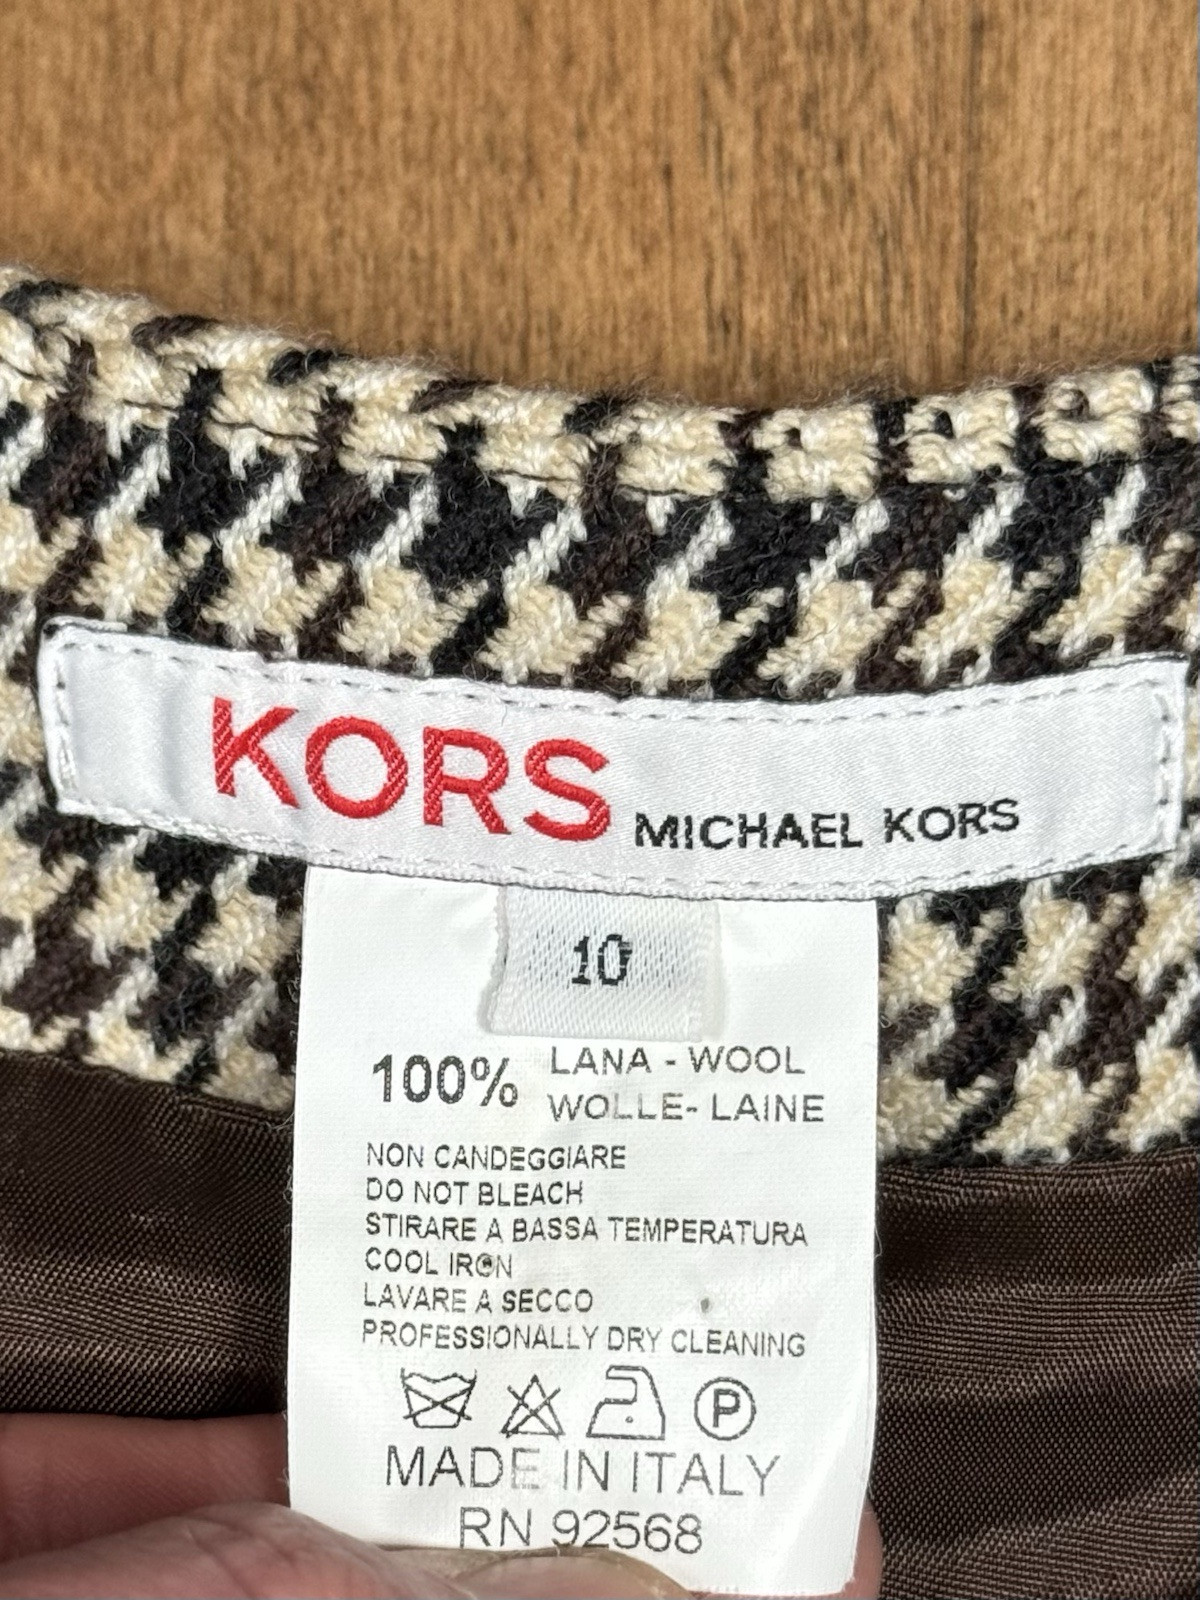 KORS MICHAEL KORS
10
100% LANA - WOOL
WOLLE- LAINE
NON CANDEGGIARE
DO NOT BLEACH
STIRARE A BASSA TEMPERATURA
COOL IRON
LAVARE A SECCO
PROFESSIONALLY DRY CLEANING
P
MADE IN ITALY
RN 92568